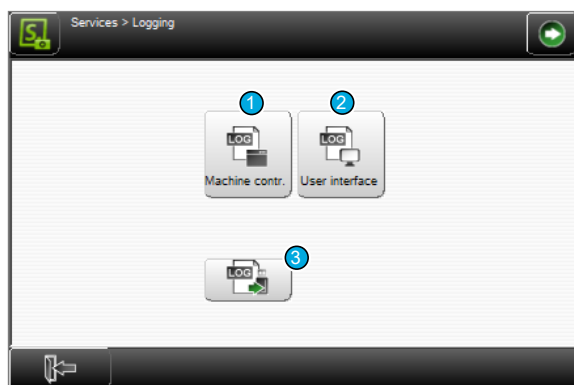 Services > Logging
1
2
LOG
LOG
Machine contr.
User interface
3
LOG